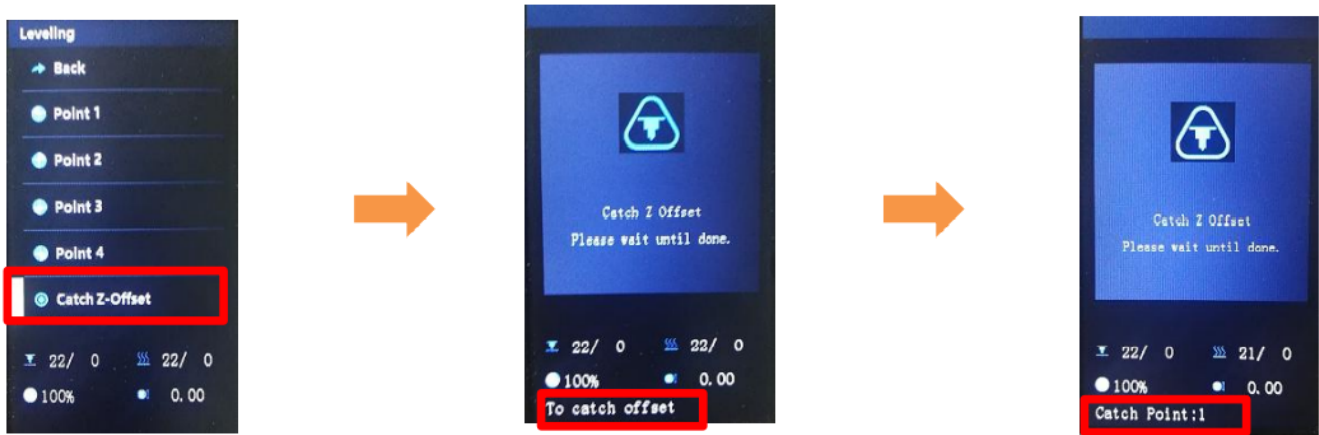 Leveling
Back
Point 1
Point 2
Point 3
Point 4
Catch Z-Offset
22/ 0 22/ 0
100% 0.00
Catch Z Offset
Please wait until done.
22/ 0 22/ 0
100% 0.00
To catch offset
Catch Z Offset
Please wait until done.
22/ 0 21/ 0
100% 0.00
Catch Point:1